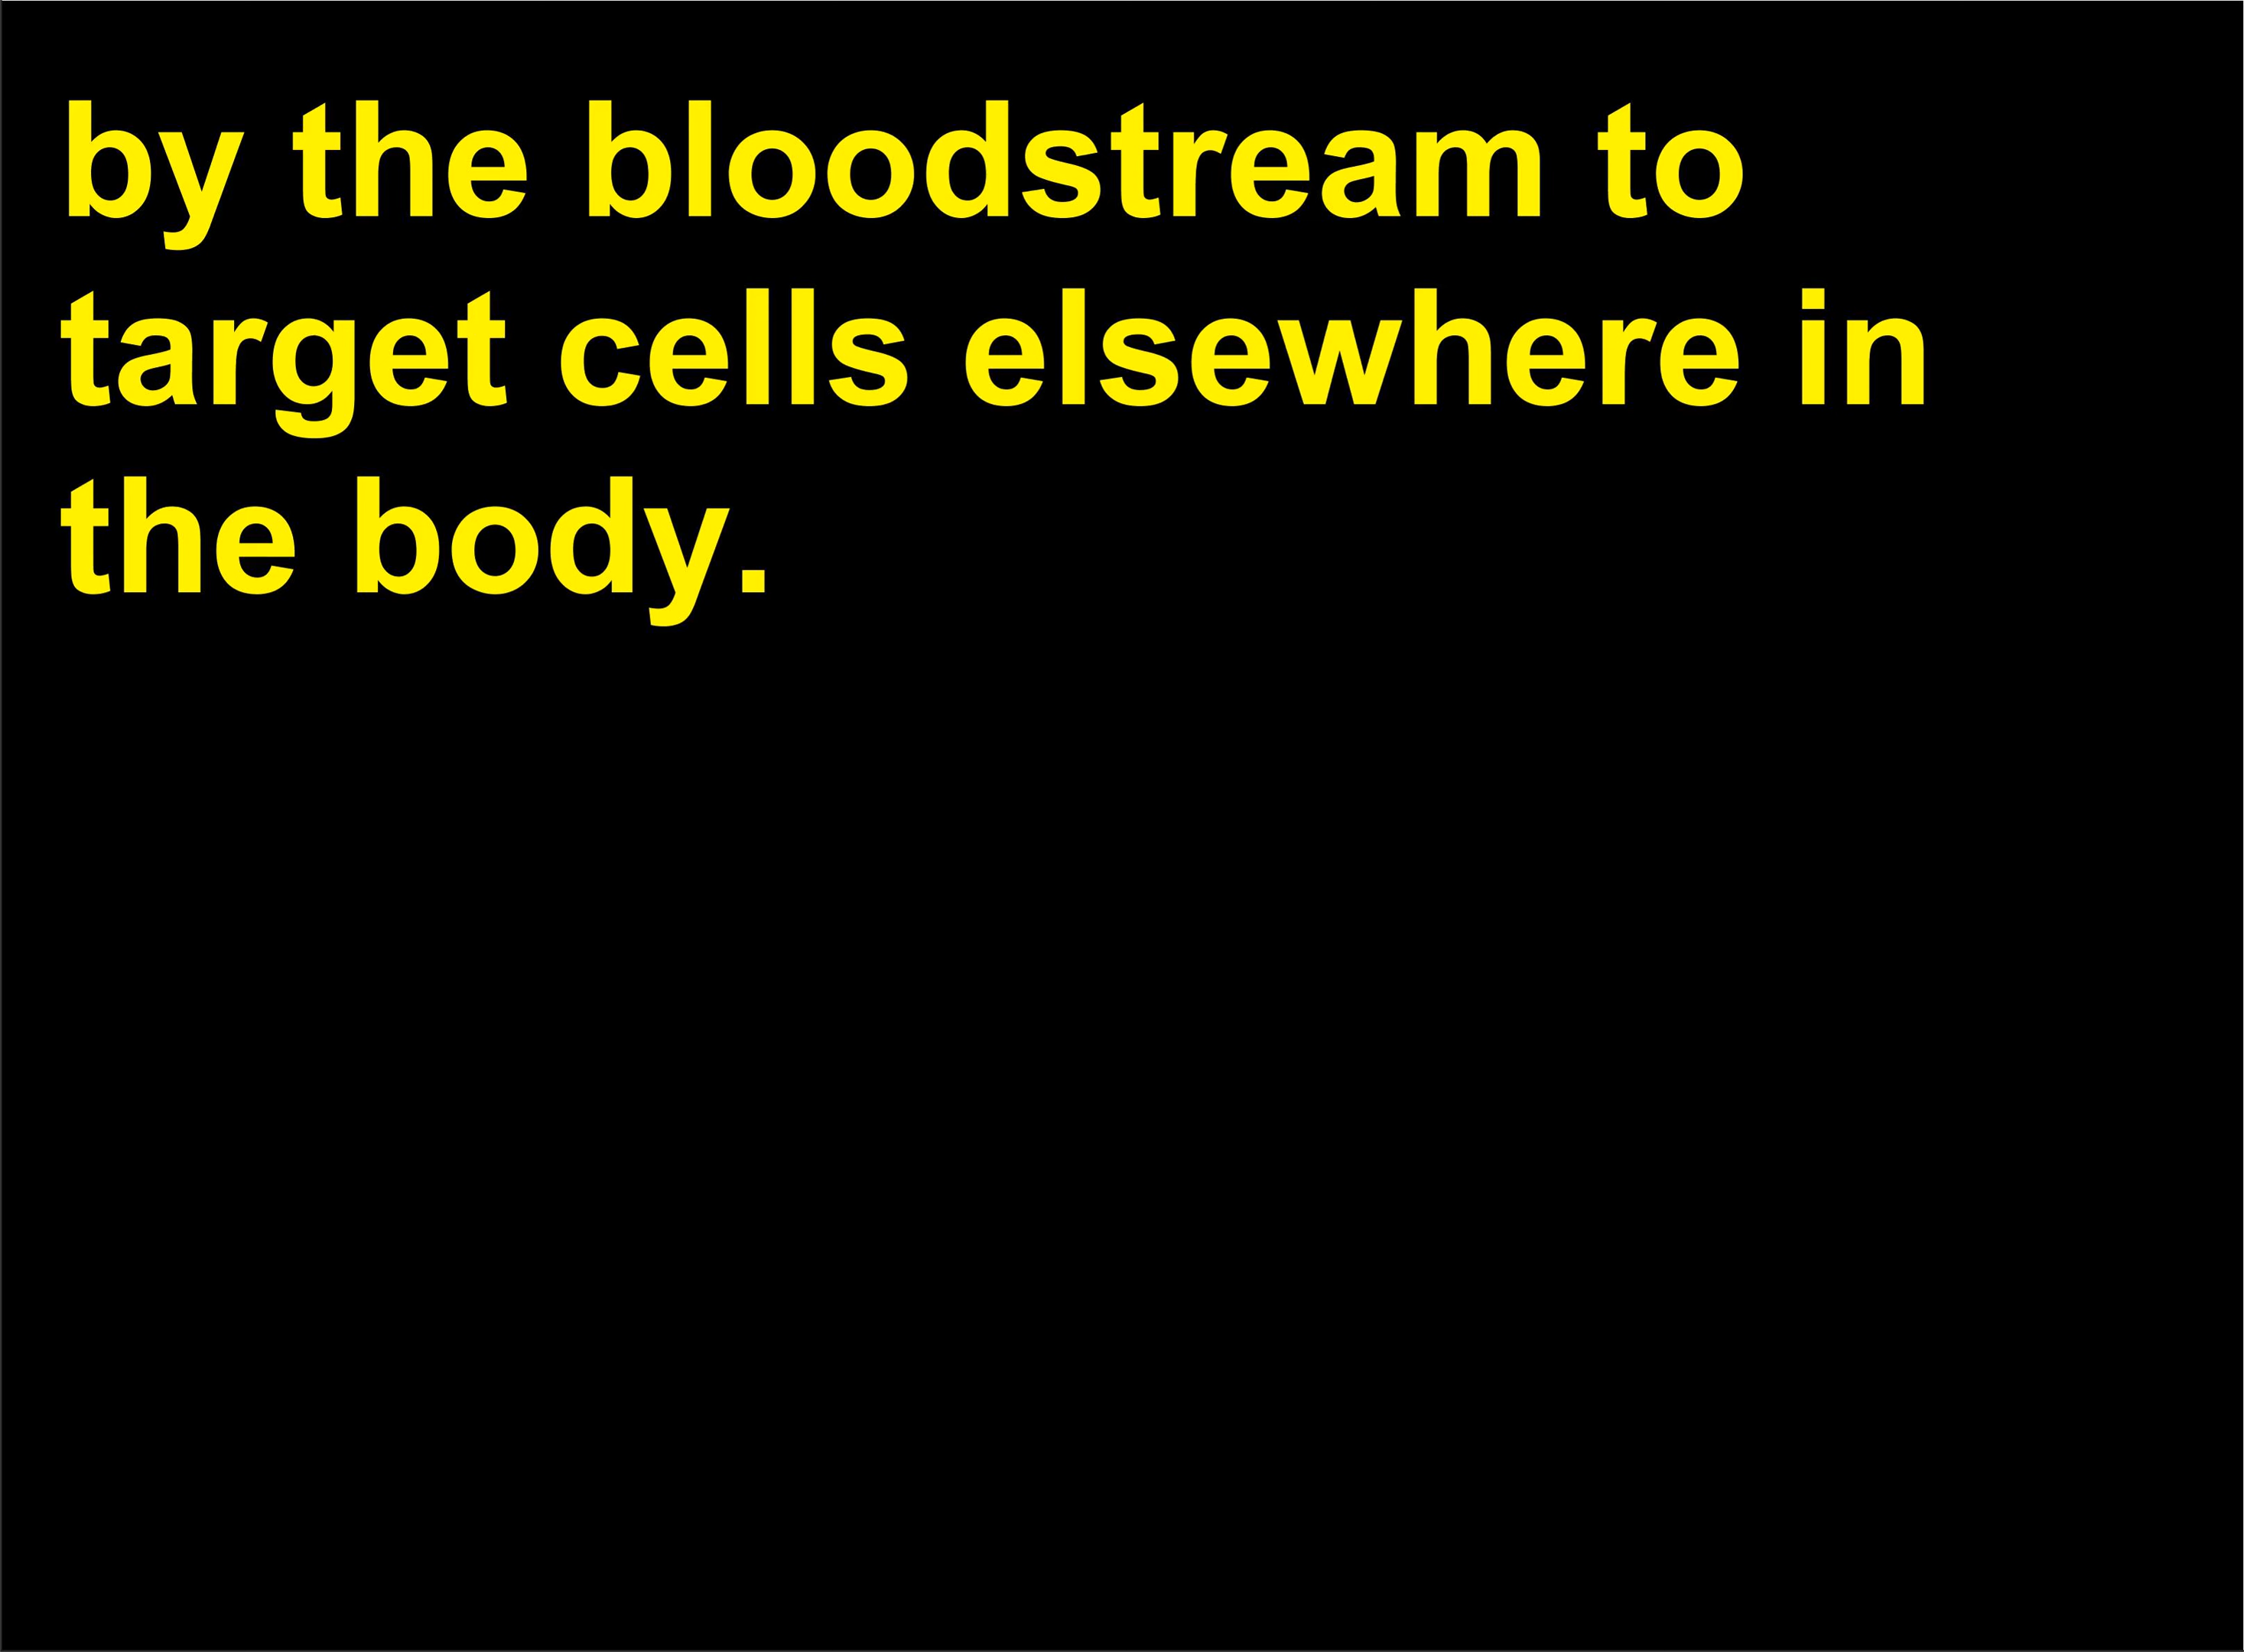 by the bloodstream to
target cells elsewhere in
the body.